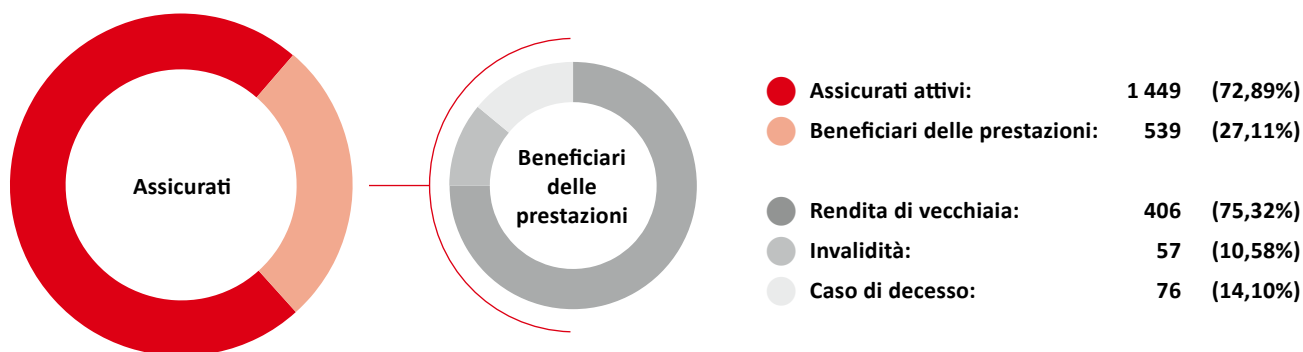 Assicurati
Beneficiari
delle
prestazioni
Assicurati attivi: 1 449 (72,89%)
Beneficiari delle prestazioni: 539 (27,11%)
Rendita di vecchiaia: 406 (75,32%)
Invalidità: 57 (10,58%)
Caso di decesso: 76 (14,10%)